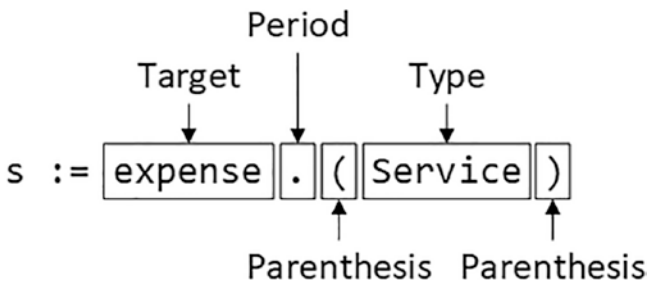 Period
Target Type
s := expense . ( Service )
Parenthesis Parenthesis